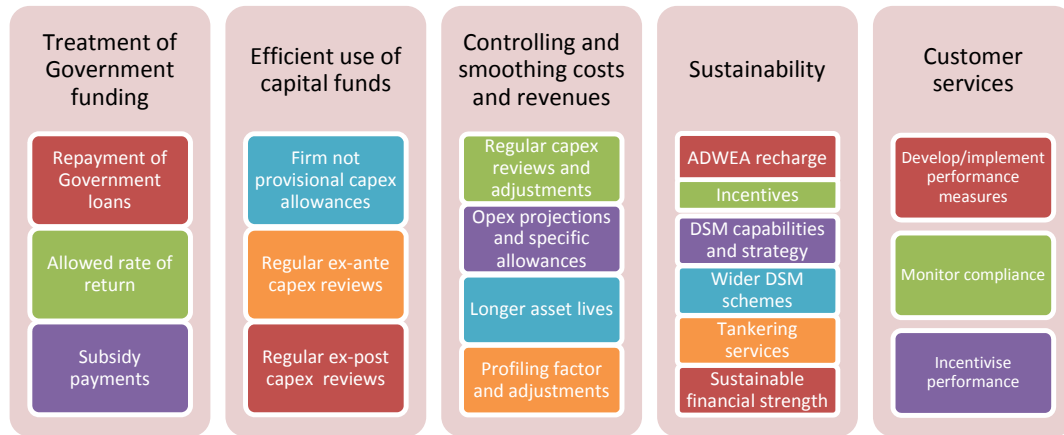 Treatment of
Government
funding
Repayment of
Government
loans
Allowed rate of
return
Subsidy
payments
Efficient use of
capital funds
Firm not
provisional capex
allowances
Regular ex-ante
capex reviews
Regular ex-post
capex reviews
Controlling and
smoothing costs
and revenues
Regular capex
reviews and
adjustments
Opex projections
and specific
allowances
Longer asset lives
Profiling factor
and adjustments
Sustainability
ADWEA recharge
Incentives
DSM capabilities
and strategy
Wider DSM
schemes
Tankering
services
Sustainable
financial strength
Customer
services
Develop/implement
performance
measures
Monitor compliance
Incentivise
performance